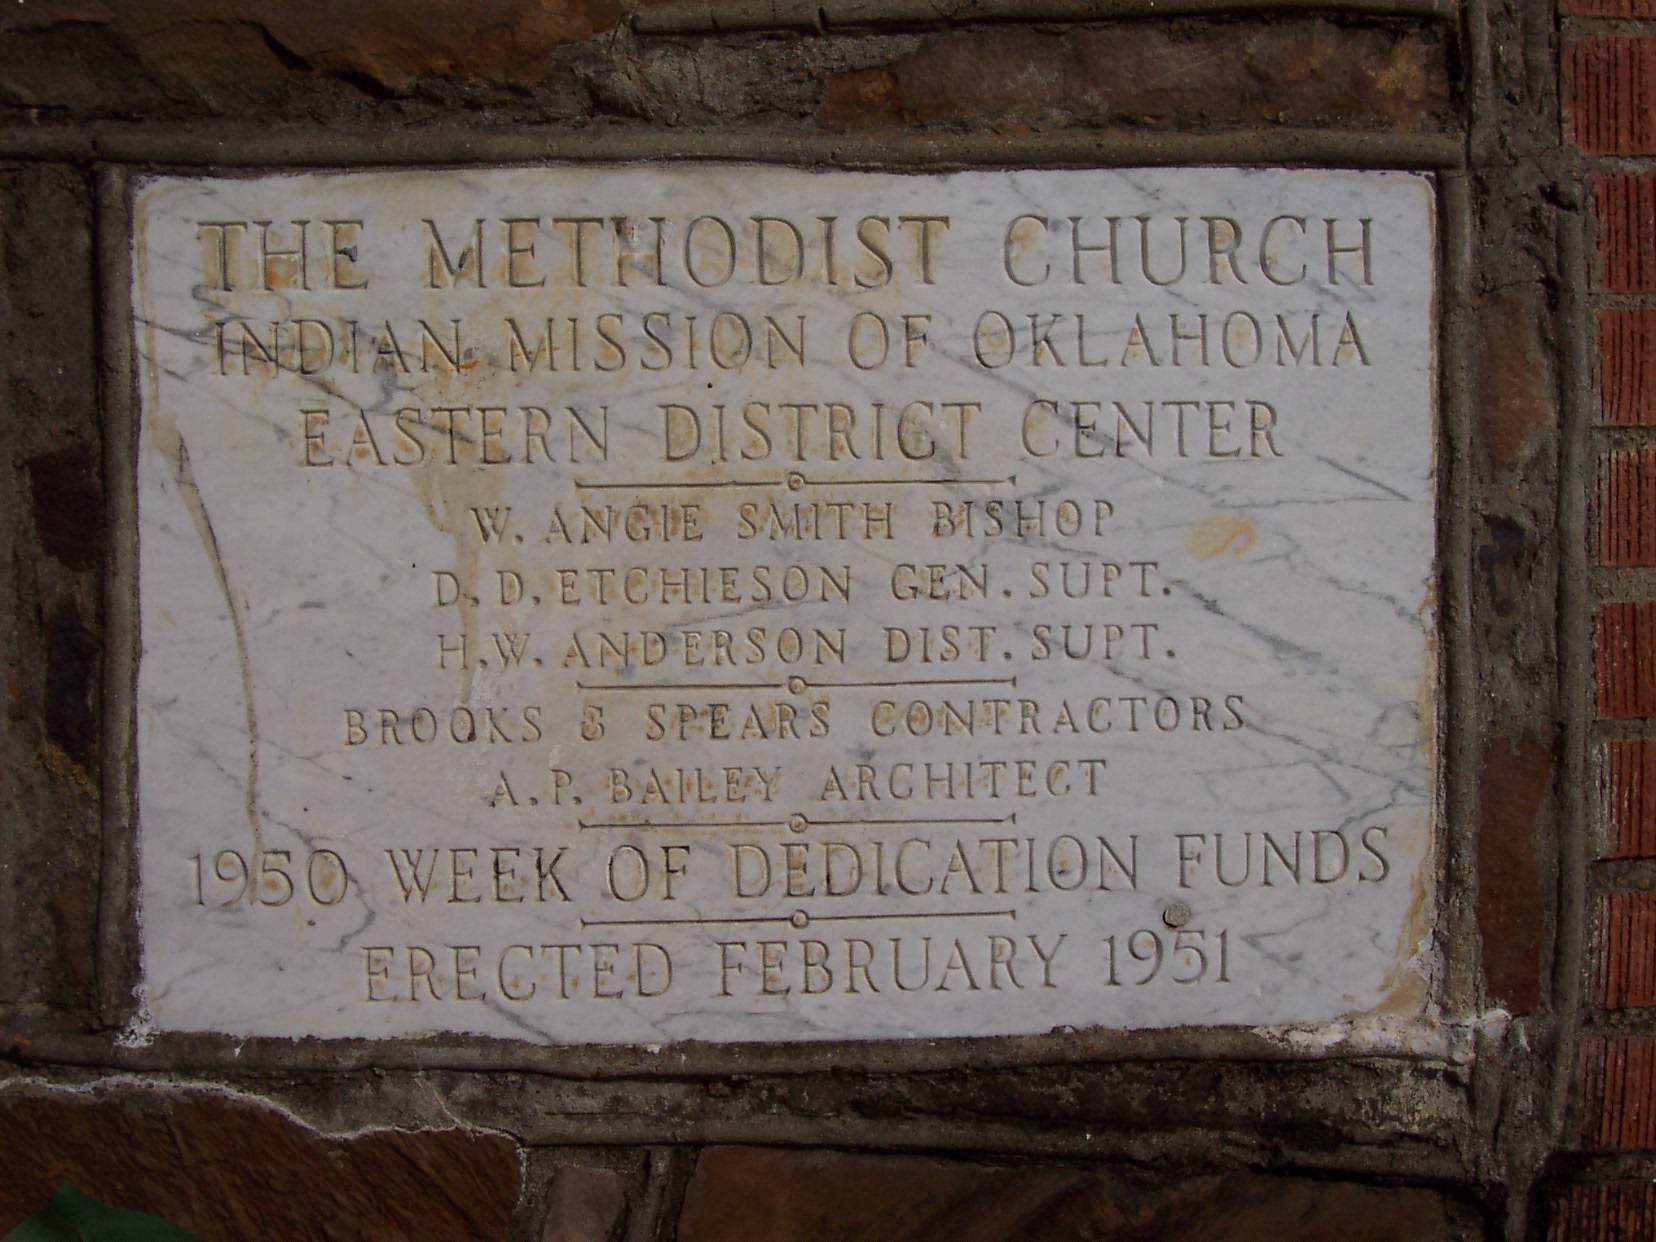 THE METHODIST CHURCH
INDIAN MISSION OF OKLAHOMA
EASTERN DISTRICT CENTER
W. ANGIE SMITH BISHOP
D. D. ETCHIESON GEN. SUPT.
H.W. ANDERSON DIST. SUPT.
BROOKS & SPEARS CONTRACTORS
A. P. BAILEY ARCHITECT
1950 WEEK OF DEDICATION FUNDS
ERECTED FEBRUARY 1951